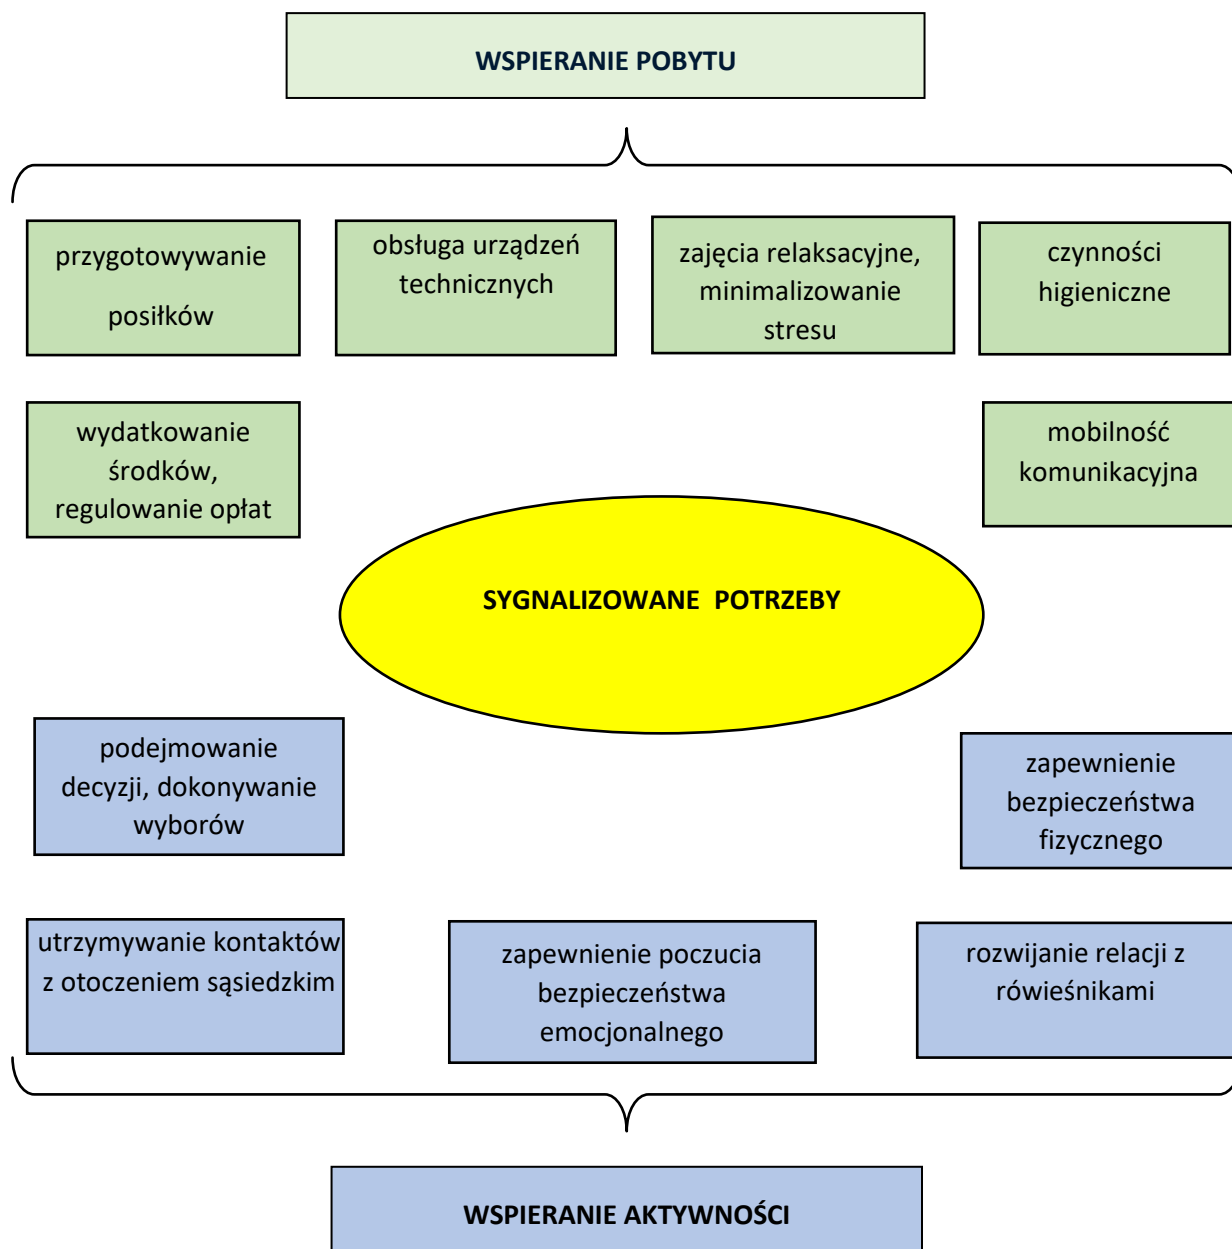 WSPIERANIE POBYTU
przygotowywanie
posiłków
obsługa urządzeń
technicznych
zajęcia relaksacyjne,
minimalizowanie
stresu
czynności
higieniczne
wydatkowanie
środków,
regulowanie opłat
mobilność
komunikacyjna
SYGNALIZOWANE POTRZEBY
podejmowanie
decyzji, dokonywanie
wyborów
zapewnienie
bezpieczeństwa
fizycznego
utrzymywanie kontaktów
z otoczeniem sąsiedzkim
zapewnienie poczucia
bezpieczeństwa
emocjonalnego
rozwijanie relacji z
rówieśnikami
WSPIERANIE AKTYWNOŚCI